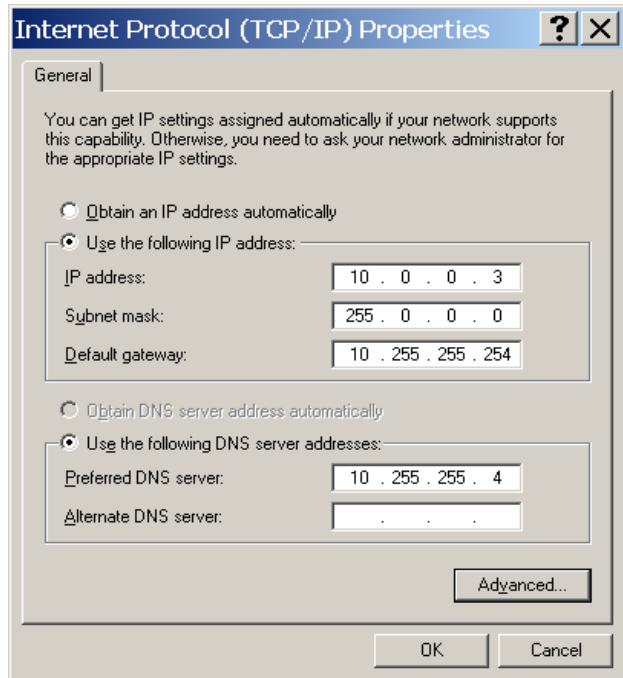 Internet Protocol (TCP/IP) Properties ? X
General
You can get IP settings assigned automatically if your network supports
this capability. Otherwise, you need to ask your network administrator for
the appropriate IP settings.
Obtain an IP address automatically
Use the following IP address:
IP address: 10 . 0 . 0 . 3
Subnet mask: 255 . 0 . 0 . 0
Default gateway: 10 . 255 . 255 . 254
Obtain DNS server address automatically
Use the following DNS server addresses:
Preferred DNS server: 10 . 255 . 255 . 4
Alternate DNS server: . . .
Advanced...
OK Cancel